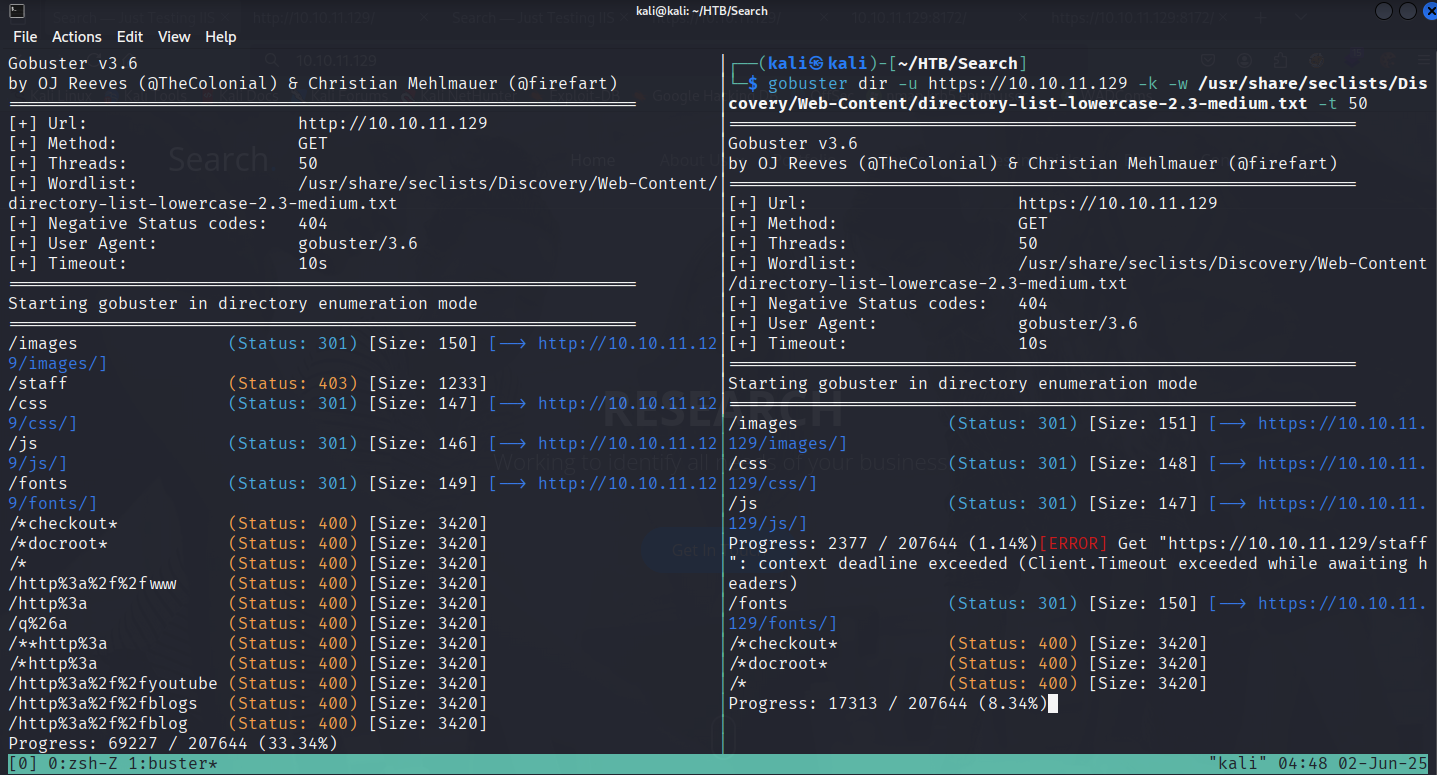 kali@kali: ~/HTB/Search
File Actions Edit View Help
Gobuster v3.6
by OJ Reeves (@TheColonial) & Christian Mehlmauer (@firefart)
===============================================================
[+] Url:                     http://10.10.11.129
[+] Method:                  GET
[+] Threads:                 50
[+] Wordlist:                /usr/share/seclists/Discovery/Web-Content/
directory-list-lowercase-2.3-medium.txt
[+] Negative Status codes:   404
[+] User Agent:              gobuster/3.6
[+] Timeout:                 10s
===============================================================
Starting gobuster in directory enumeration mode
===============================================================
/images               (Status: 301) [Size: 150] [--> http://10.10.11.12
9/images/]
/staff                (Status: 403) [Size: 1233]
/css                  (Status: 301) [Size: 147] [--> http://10.10.11.12
9/css/]
/js                   (Status: 301) [Size: 146] [--> http://10.10.11.12
9/js/]
/fonts                (Status: 301) [Size: 149] [--> http://10.10.11.12
9/fonts/]
/*checkout*           (Status: 400) [Size: 3420]
/*docroot*            (Status: 400) [Size: 3420]
/*                    (Status: 400) [Size: 3420]
/http%3a%2f%2fwww     (Status: 400) [Size: 3420]
/http%3a              (Status: 400) [Size: 3420]
/q%26a                (Status: 400) [Size: 3420]
/**http%3a            (Status: 400) [Size: 3420]
/*http%3a             (Status: 400) [Size: 3420]
/http%3a%2f%2fyoutube (Status: 400) [Size: 3420]
/http%3a%2f%2fblogs   (Status: 400) [Size: 3420]
/http%3a%2f%2fblog    (Status: 400) [Size: 3420]
Progress: 69227 / 207644 (33.34%)
┌──(kali㉿kali)-[~/HTB/Search]
└─$ gobuster dir -u https://10.10.11.129 -k -w /usr/share/seclists/Dis
covery/Web-Content/directory-list-lowercase-2.3-medium.txt -t 50
===============================================================
Gobuster v3.6
by OJ Reeves (@TheColonial) & Christian Mehlmauer (@firefart)
===============================================================
[+] Url:                     https://10.10.11.129
[+] Method:                  GET
[+] Threads:                 50
[+] Wordlist:                /usr/share/seclists/Discovery/Web-Content
/directory-list-lowercase-2.3-medium.txt
[+] Negative Status codes:   404
[+] User Agent:              gobuster/3.6
[+] Timeout:                 10s
===============================================================
Starting gobuster in directory enumeration mode
===============================================================
/images               (Status: 301) [Size: 151] [--> https://10.10.11.
129/images/]
/css                  (Status: 301) [Size: 148] [--> https://10.10.11.
129/css/]
/js                   (Status: 301) [Size: 147] [--> https://10.10.11.
129/js/]
Progress: 2377 / 207644 (1.14%)[ERROR] Get "https://10.10.11.129/staff
": context deadline exceeded (Client.Timeout exceeded while awaiting h
eaders)
/fonts                (Status: 301) [Size: 150] [--> https://10.10.11.
129/fonts/]
/*checkout*           (Status: 400) [Size: 3420]
/*docroot*            (Status: 400) [Size: 3420]
/*                    (Status: 400) [Size: 3420]
Progress: 17313 / 207644 (8.34%)
[0] 0:zsh-Z 1:buster*
"kali" 04:48 02-Jun-25
Search
Home
RESEARCH